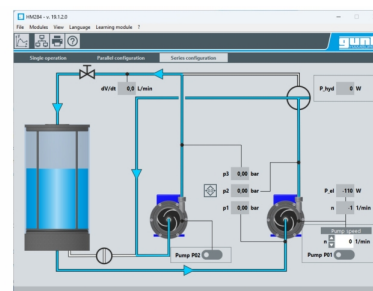 HM284 - v. 18.1.2.0
File Modules View Language Learning module ?
Single operation Parallel configuration Series configuration
dV/dt 0,0 L/min
P_hyd 0 W
p3 0,00 bar
p2 0,00 bar
p1 0,00 bar
P_el -110 W
n -1 1/min
Pump speed
n 0 1/min
Pump P02
Pump P01